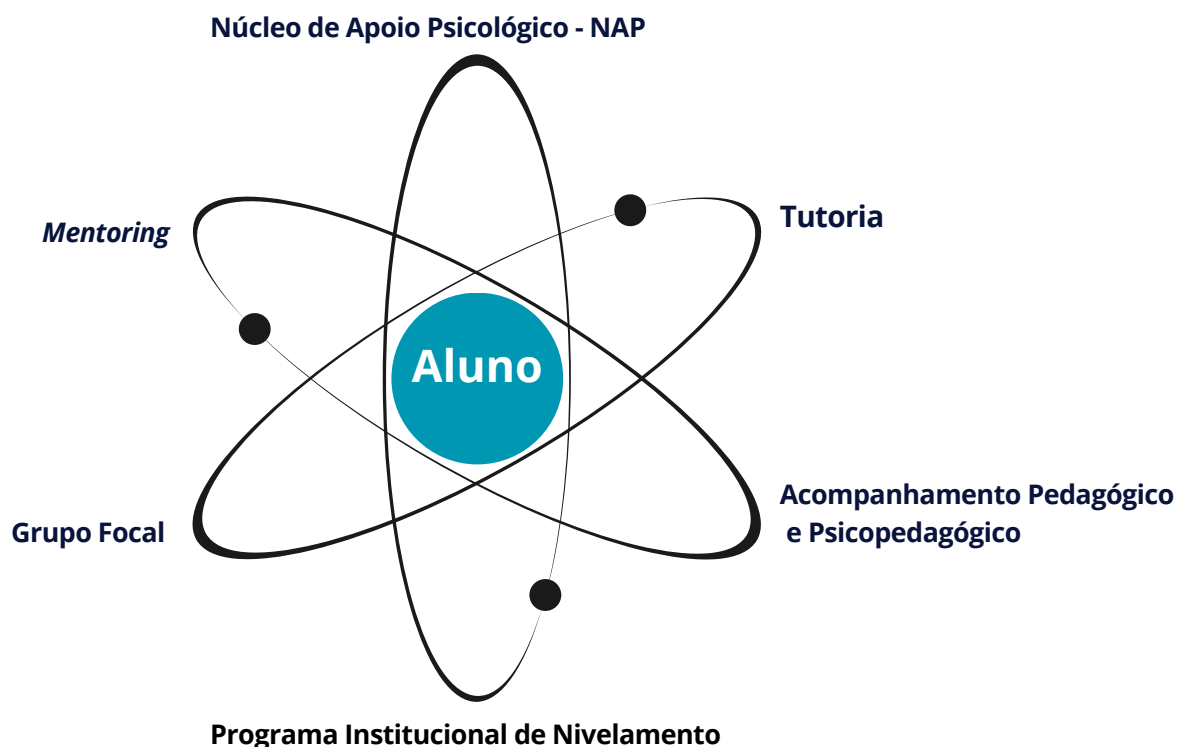 Núcleo de Apoio Psicológico - NAP
Mentoring
Tutoria
Aluno
Grupo Focal
Acompanhamento Pedagógico
e Psicopedagógico
Programa Institucional de Nivelamento